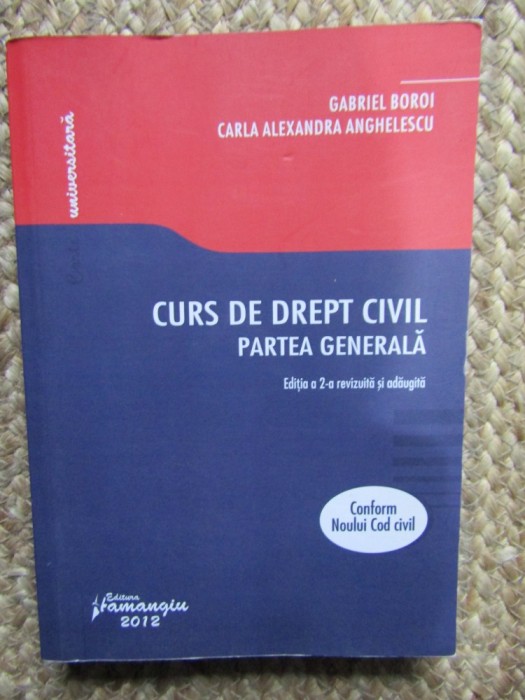 GABRIEL BOROI
CARLA ALEXANDRA ANGHELESCU
universitară
CURS DE DREPT CIVIL
PARTEA GENERALĂ
Ediția a 2-a revizuită și adăugită
Conform
Noului Cod civil
Editura
Hamangiu
2012